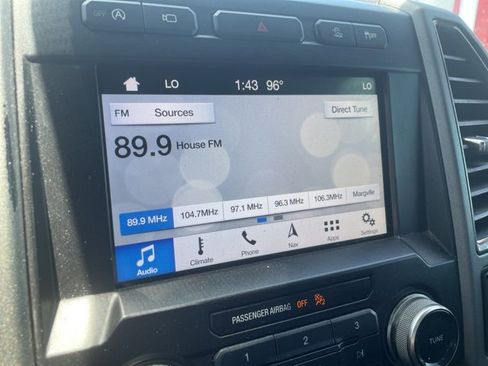 OFF
LO 1:43 96° LO
FM Sources Direct Tune
89.9 House FM
89.9 MHz 104.7MHz 97.1 MHz 96.3 MHz 106.3MHz Margville
Audio Climate Phone Nav Apps Settings
PASSENGER AIRBAG OFF
1 2 3
TUNE